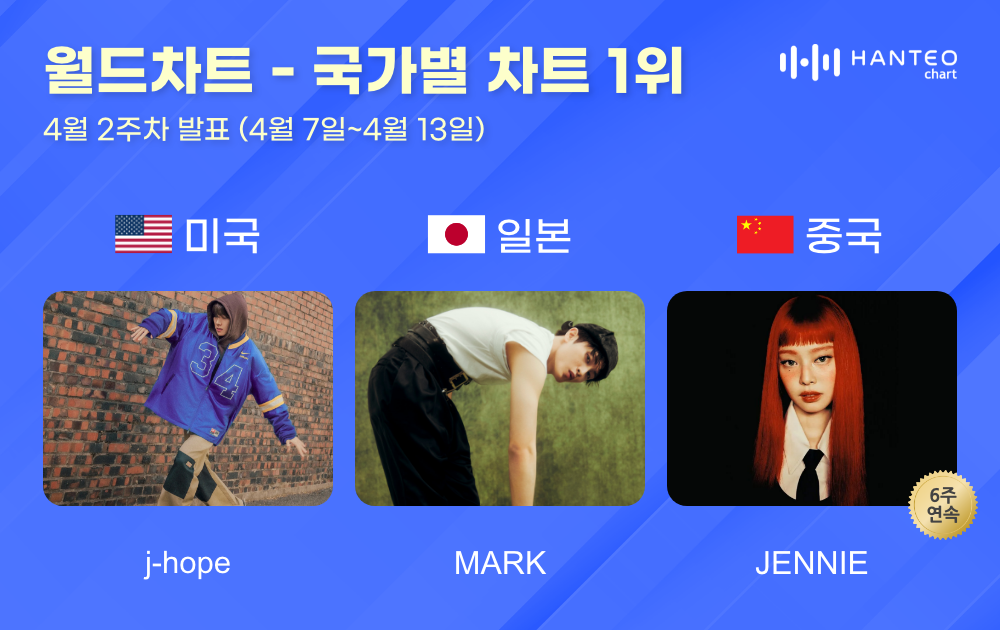 월드차트 - 국가별 차트 1위
HANTEO
chart
4월 2주차 발표 (4월 7일~4월 13일)
미국
일본
중국
34
6주
연속
j-hope
MARK
JENNIE